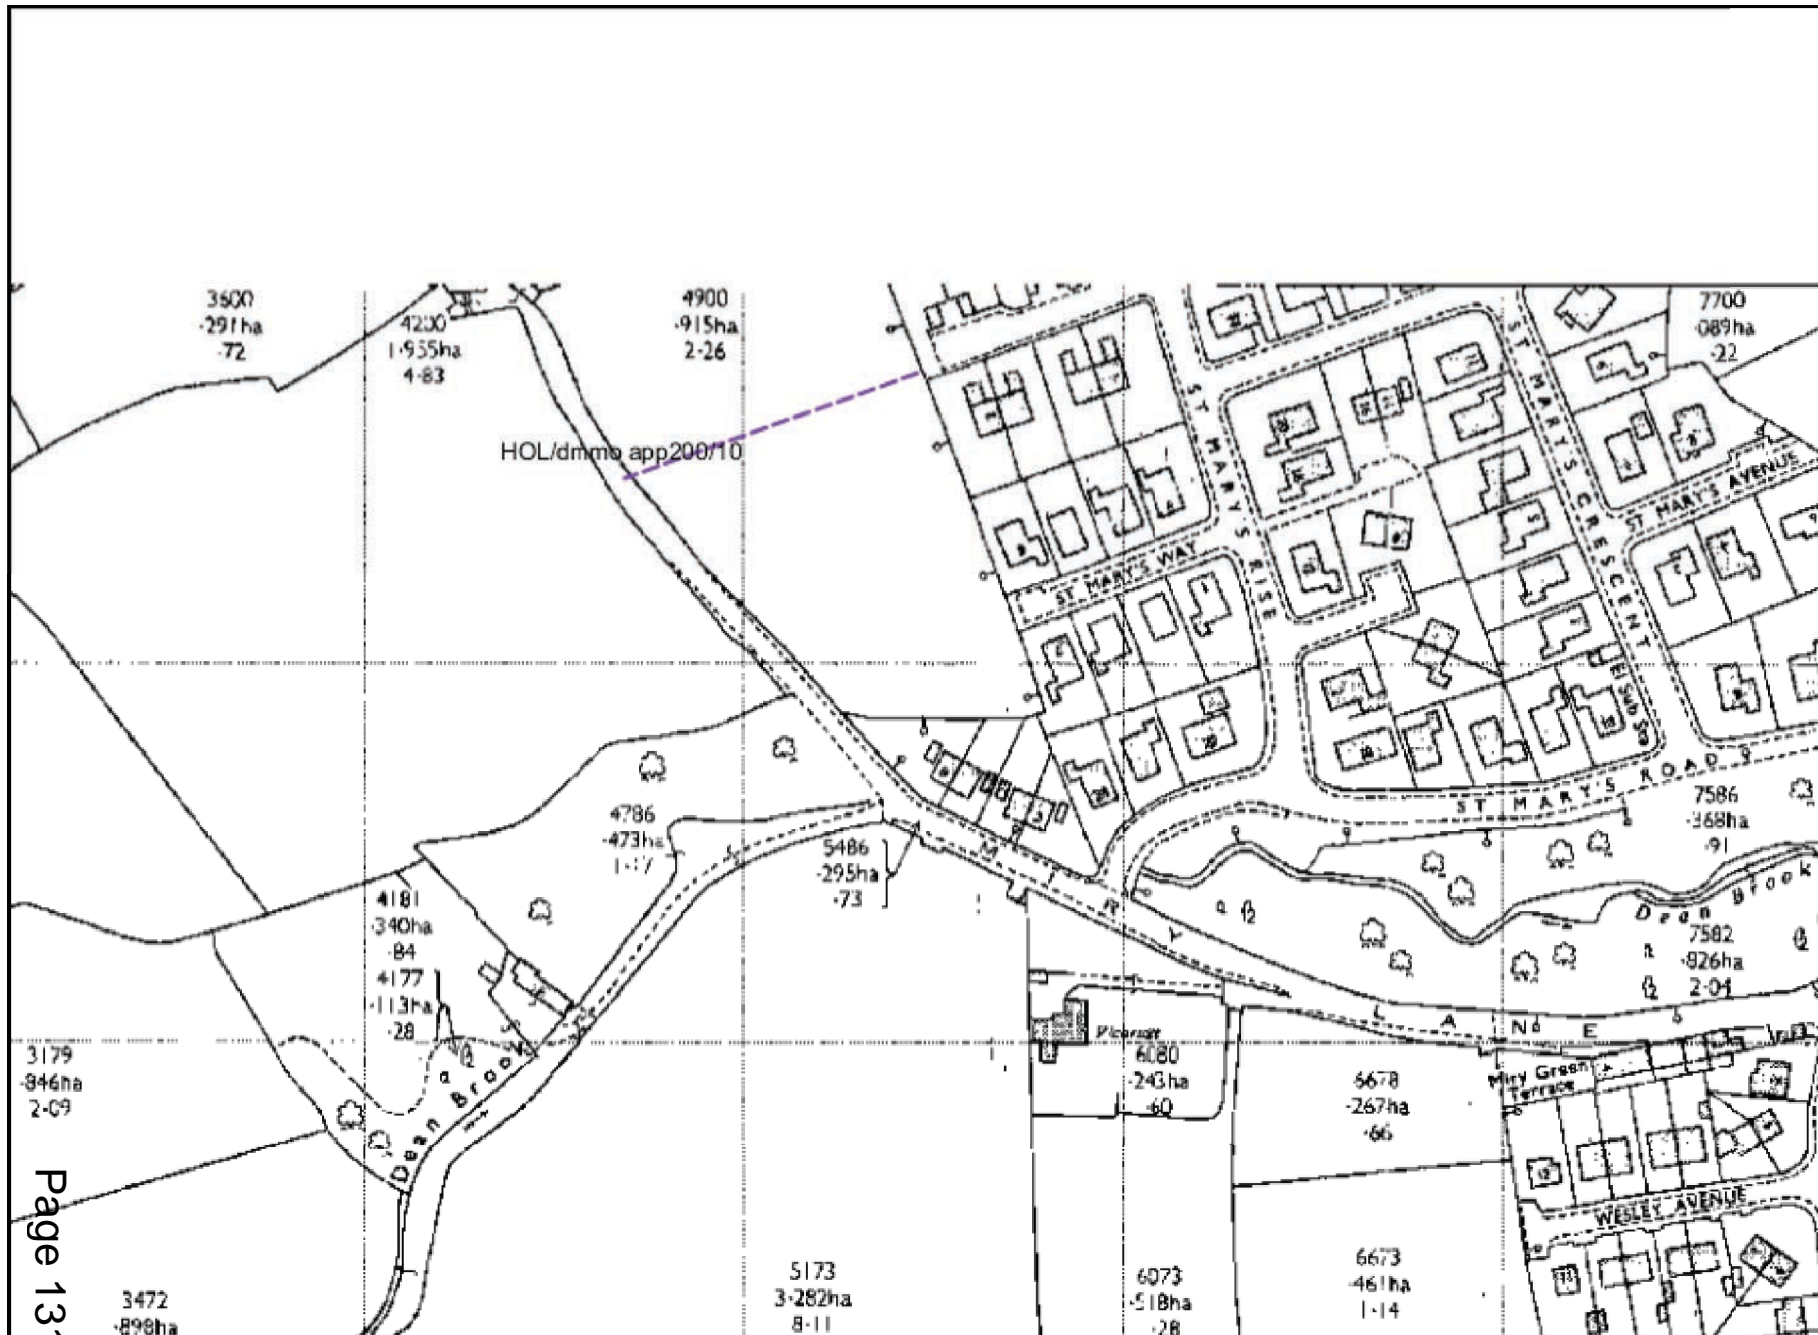 3600
·291ha
·72
4200
1·955ha
4·83
4900
·915ha
2·26
7700
·089ha
·22
HOL/dmmo app200/10
ST MARY'S RISE
ST MARY'S CRESCENT
ST MARY'S AVENUE
ST MARY'S WAY
El Sub Sta
ST MARY'S ROAD
4786
·473ha
1·17
5486
·295ha
·73
7586
·368ha
·91
MIRY LANE
Dean Brook
7582
·826ha
2·04
4181
·340ha
·84
4177
·113ha
·28
Dean Brook
3179
·846ha
2·09
6080
·243ha
·60
6678
·267ha
·66
Miry Green
Terrace
WESLEY AVENUE
5173
3·282ha
8·11
6073
·518ha
·28
6673
·461ha
1·14
3472
·898ha
Page 131